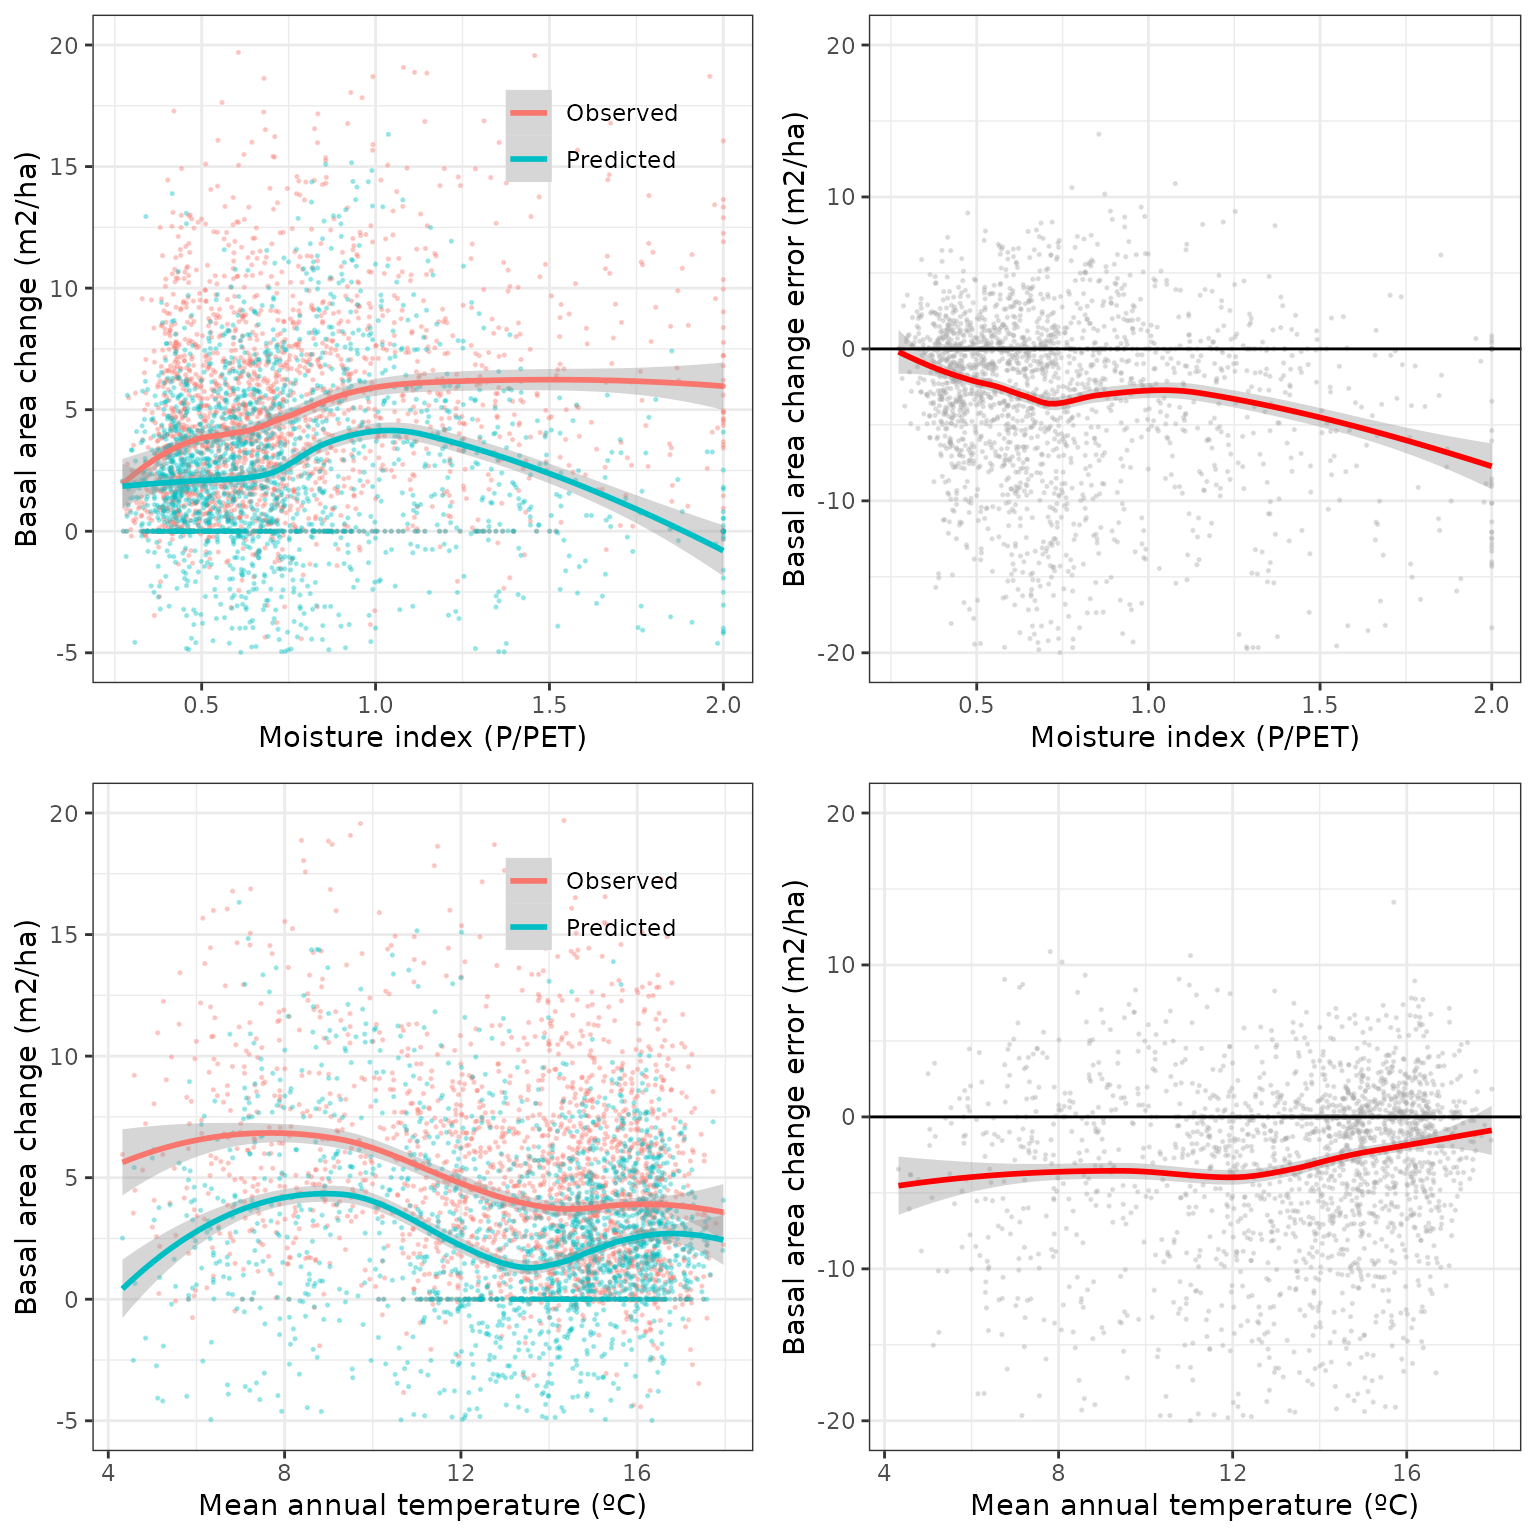 Basal area change (m2/ha)
20
15
10
5
0
-5
Observed
Predicted
0.5 1.0 1.5 2.0
Moisture index (P/PET)
Basal area change error (m2/ha)
20
10
0
-10
-20
0.5 1.0 1.5 2.0
Moisture index (P/PET)
Basal area change (m2/ha)
20
15
10
5
0
-5
Observed
Predicted
4 8 12 16
Mean annual temperature (ºC)
Basal area change error (m2/ha)
20
10
0
-10
-20
4 8 12 16
Mean annual temperature (ºC)